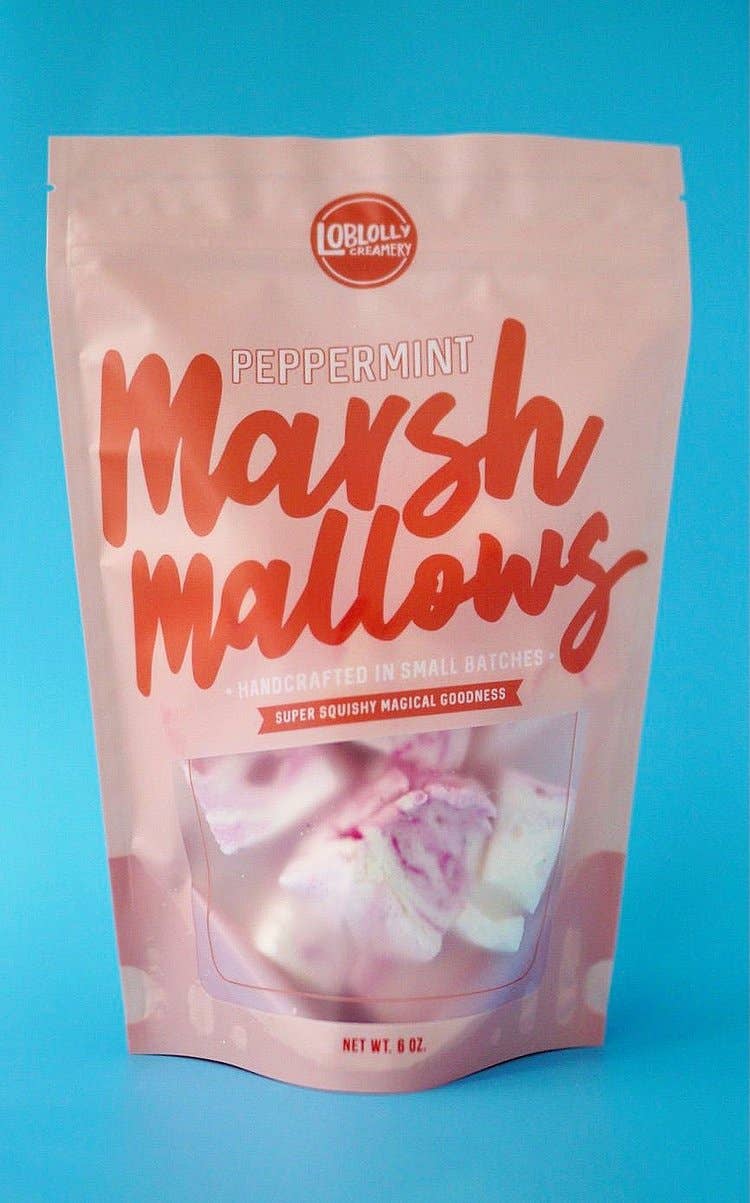 LOBLOLLY
CREAMERY
PEPPERMINT
Marsh
mallows
• HANDCRAFTED IN SMALL BATCHES •
SUPER SQUISHY MAGICAL GOODNESS
NET WT. 6 OZ.